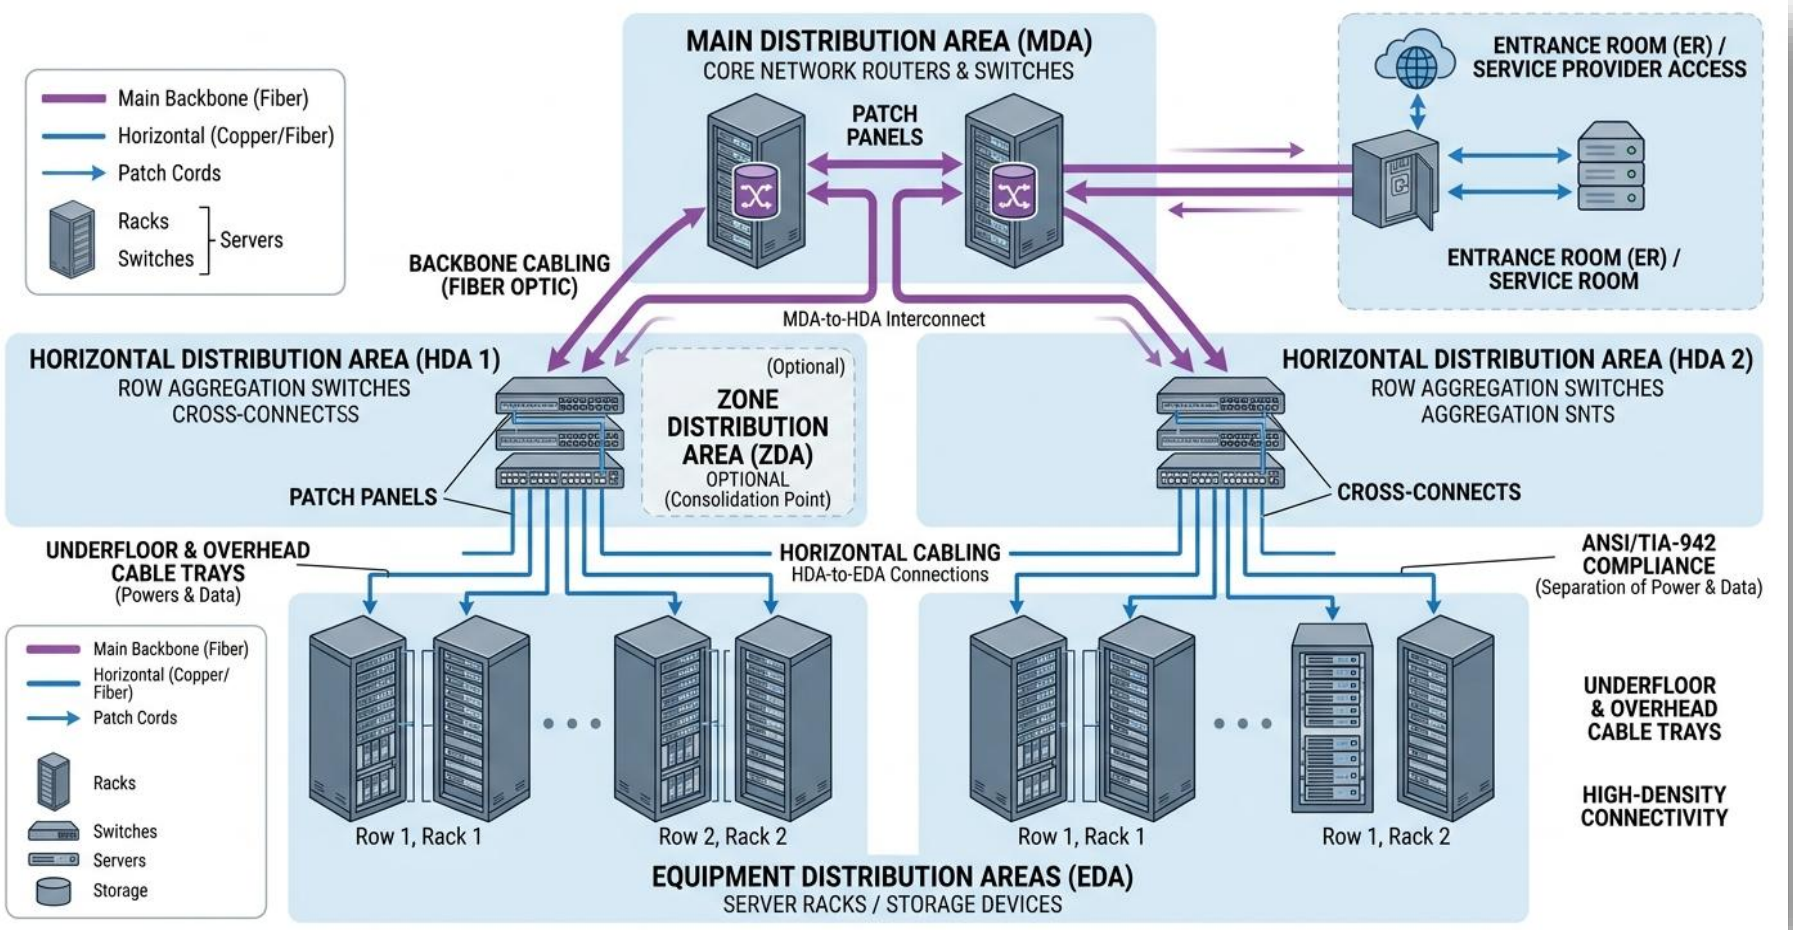 MAIN DISTRIBUTION AREA (MDA)
CORE NETWORK ROUTERS & SWITCHES
PATCH
PANELS
ENTRANCE ROOM (ER) /
SERVICE PROVIDER ACCESS
ENTRANCE ROOM (ER) /
SERVICE ROOM
Main Backbone (Fiber)
Horizontal (Copper/Fiber)
Patch Cords
Racks
Switches
Servers
BACKBONE CABLING
(FIBER OPTIC)
MDA-to-HDA Interconnect
HORIZONTAL DISTRIBUTION AREA (HDA 1)
ROW AGGREGATION SWITCHES
CROSS-CONNECTSS
PATCH PANELS
(Optional)
ZONE
DISTRIBUTION
AREA (ZDA)
OPTIONAL
(Consolidation Point)
HORIZONTAL DISTRIBUTION AREA (HDA 2)
ROW AGGREGATION SWITCHES
AGGREGATION SNTS
CROSS-CONNECTS
UNDERFLOOR & OVERHEAD
CABLE TRAYS
(Powers & Data)
HORIZONTAL CABLING
HDA-to-EDA Connections
ANSI/TIA-942
COMPLIANCE
(Separation of Power & Data)
Main Backbone (Fiber)
Horizontal (Copper/
Fiber)
Patch Cords
Racks
Switches
Servers
Storage
Row 1, Rack 1
Row 2, Rack 2
Row 1, Rack 1
Row 1, Rack 2
UNDERFLOOR
& OVERHEAD
CABLE TRAYS
HIGH-DENSITY
CONNECTIVITY
EQUIPMENT DISTRIBUTION AREAS (EDA)
SERVER RACKS / STORAGE DEVICES